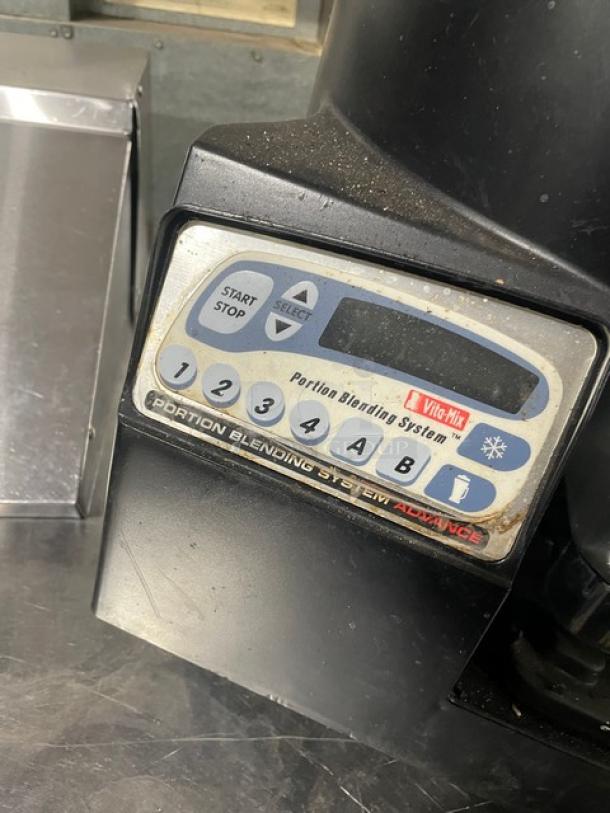 START
STOP
SELECT
Portion Blending System™
Vita-Mix
1 2 3 4 A B
PORTION BLENDING SYSTEM ADVANCE